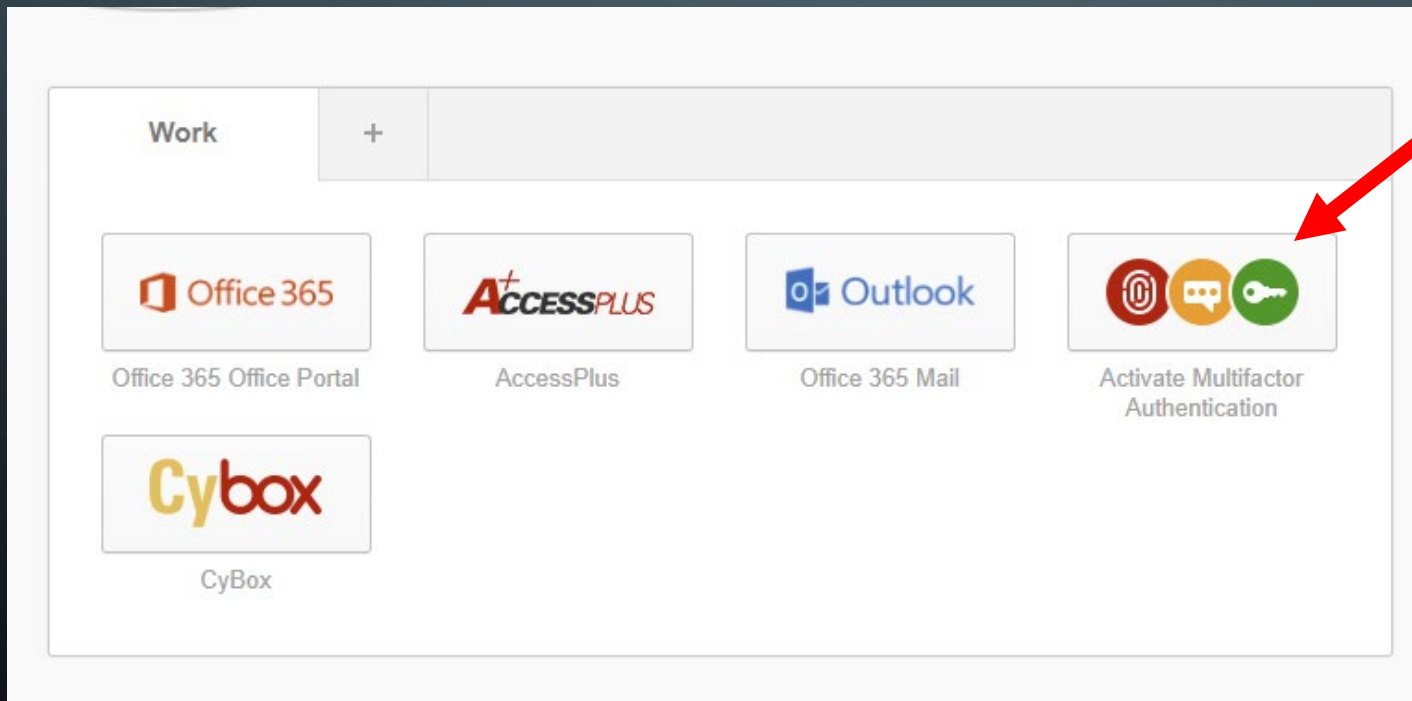 Work
+
Office 365
ACCESSPLUS
Outlook
Office 365 Office Portal
AccessPlus
Office 365 Mail
Activate Multifactor
Authentication
Cybox
CyBox